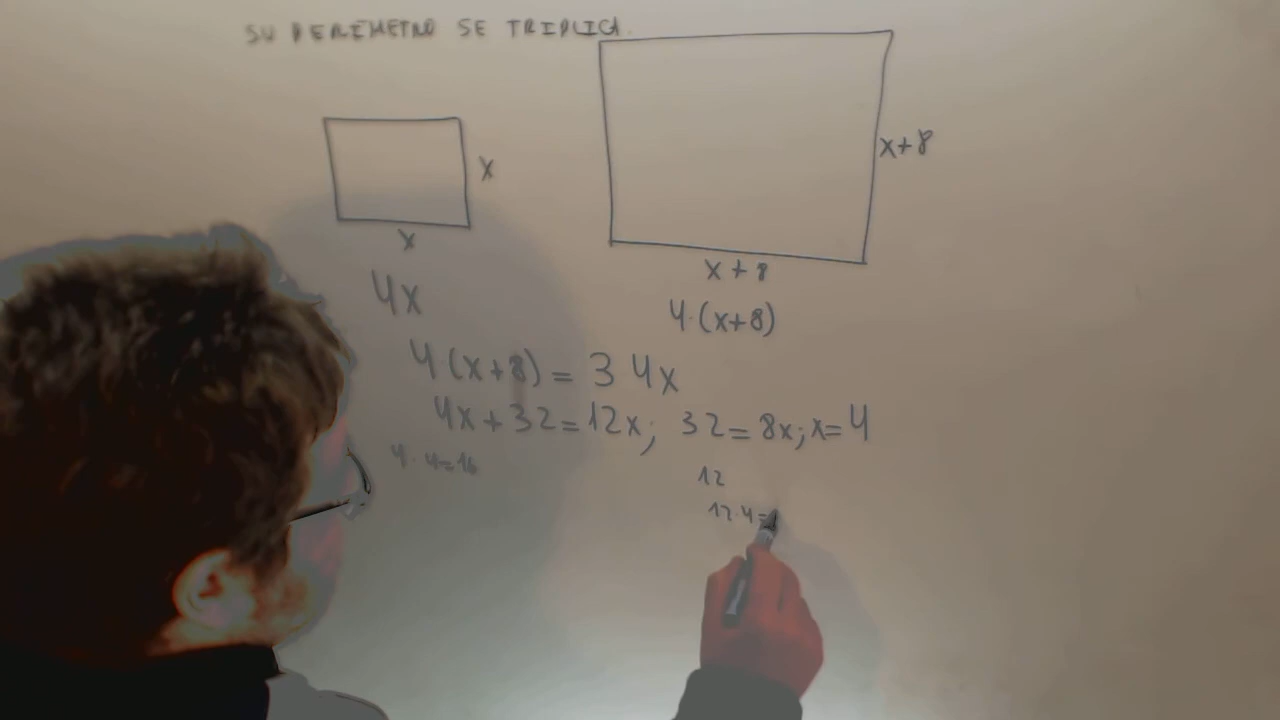 SU PERÍMETRO SE TRIPLICA.
x
x
x+8
x + 8
4x
4·(x+8)
4(x+8) = 3 4x
4x + 32 = 12x; 32 = 8x; x = 4
4·4=16
12
12·4=